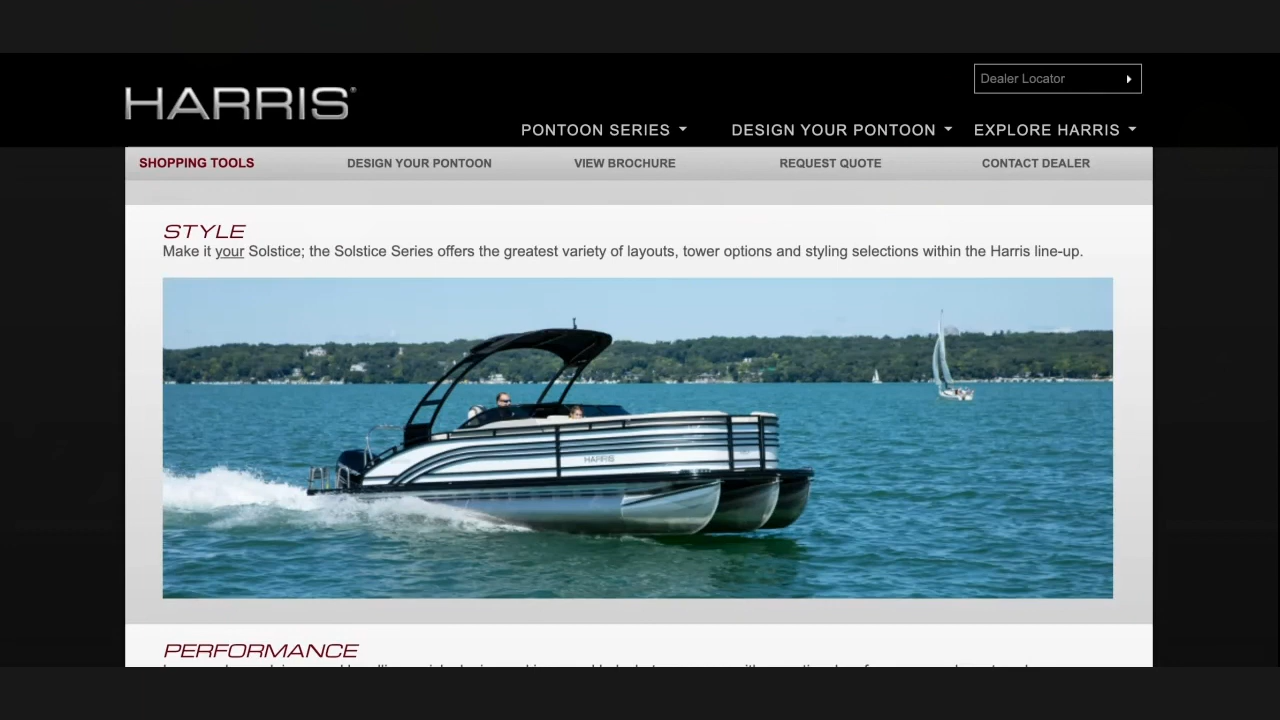 Dealer Locator
HARRIS®
PONTOON SERIES
DESIGN YOUR PONTOON
EXPLORE HARRIS
SHOPPING TOOLS
DESIGN YOUR PONTOON
VIEW BROCHURE
REQUEST QUOTE
CONTACT DEALER
STYLE
Make it your Solstice; the Solstice Series offers the greatest variety of layouts, tower options and styling selections within the Harris line-up.
HARRIS
PERFORMANCE